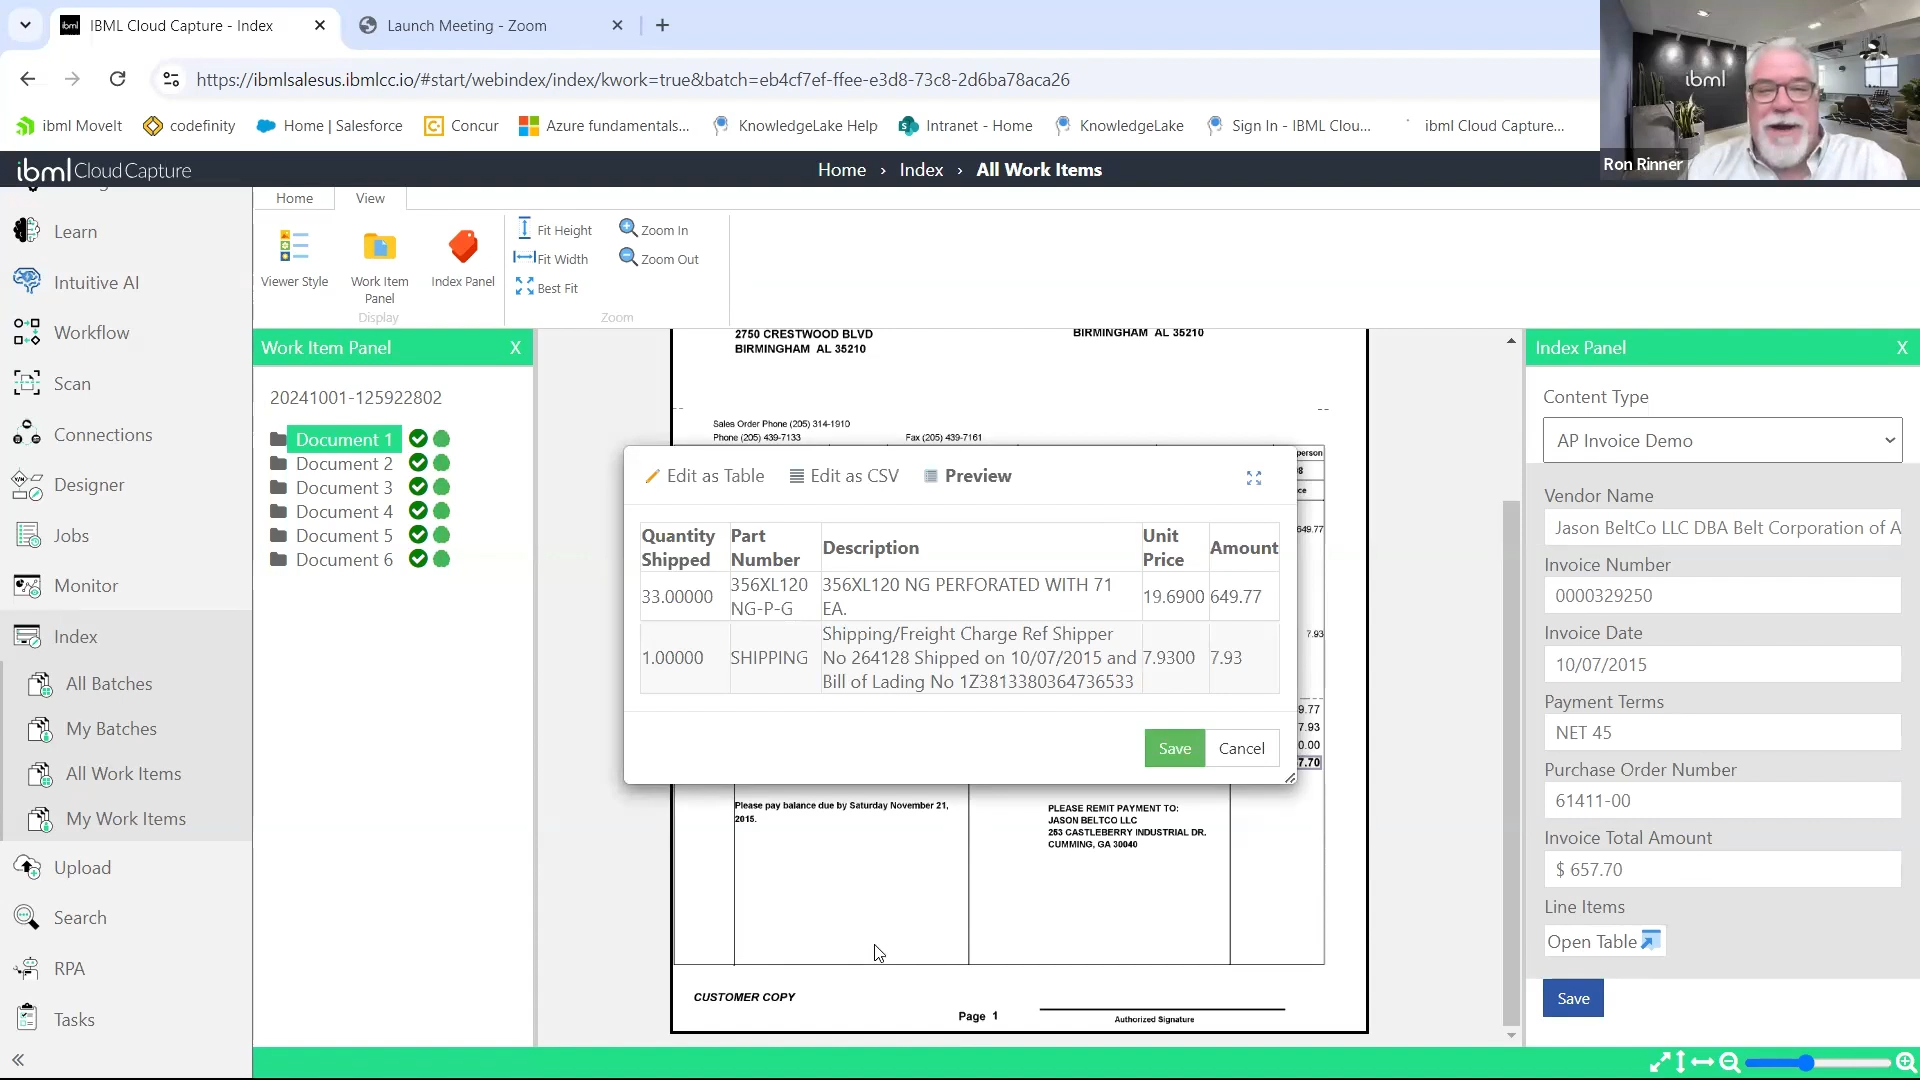 IBML Cloud Capture - Index
Launch Meeting - Zoom
https://ibmlsalesus.ibmlcc.io/#start/webindex/index/kwork=true&batch=eb4cf7ef-ffee-e3d8-73c8-2d6ba78aca26
ibml MoveIt
codefinity
Home | Salesforce
Concur
Azure fundamentals...
KnowledgeLake Help
Intranet - Home
KnowledgeLake
Sign In - IBML Clou...
ibml Cloud Capture...
ibml
Ron Rinner
ibml Cloud Capture
Home › Index › All Work Items
Learn
Intuitive AI
Workflow
Scan
Connections
Designer
Jobs
Monitor
Index
All Batches
My Batches
All Work Items
My Work Items
Upload
Search
RPA
Tasks
Home
View
Viewer Style
Work Item
Panel
Index Panel
Display
Fit Height
Fit Width
Best Fit
Zoom In
Zoom Out
Zoom
Work Item Panel X
20241001-125922802
Document 1
Document 2
Document 3
Document 4
Document 5
Document 6
2750 CRESTWOOD BLVD
BIRMINGHAM AL 35210
BIRMINGHAM AL 35210
Sales Order Phone (205) 314-1910
Phone (205) 439-7133 Fax (205) 439-7161
Edit as Table
Edit as CSV
Preview
Quantity Shipped Part Number Description Unit Price Amount
33.00000 356XL120 NG-P-G 356XL120 NG PERFORATED WITH 71 EA. 19.6900 649.77
1.00000 SHIPPING Shipping/Freight Charge Ref Shipper No 264128 Shipped on 10/07/2015 and Bill of Lading No 1Z3813380364736533 7.9300 7.93
Save
Cancel
person
649.77
7.93
9.77
7.93
0.00
7.70
Please pay balance due by Saturday November 21,
2015.
PLEASE REMIT PAYMENT TO:
JASON BELTCO LLC
253 CASTLEBERRY INDUSTRIAL DR.
CUMMING, GA 30040
CUSTOMER COPY
Page 1
Authorized Signature
Index Panel X
Content Type
AP Invoice Demo
Vendor Name
Jason BeltCo LLC DBA Belt Corporation of A
Invoice Number
0000329250
Invoice Date
10/07/2015
Payment Terms
NET 45
Purchase Order Number
61411-00
Invoice Total Amount
$ 657.70
Line Items
Open Table
Save